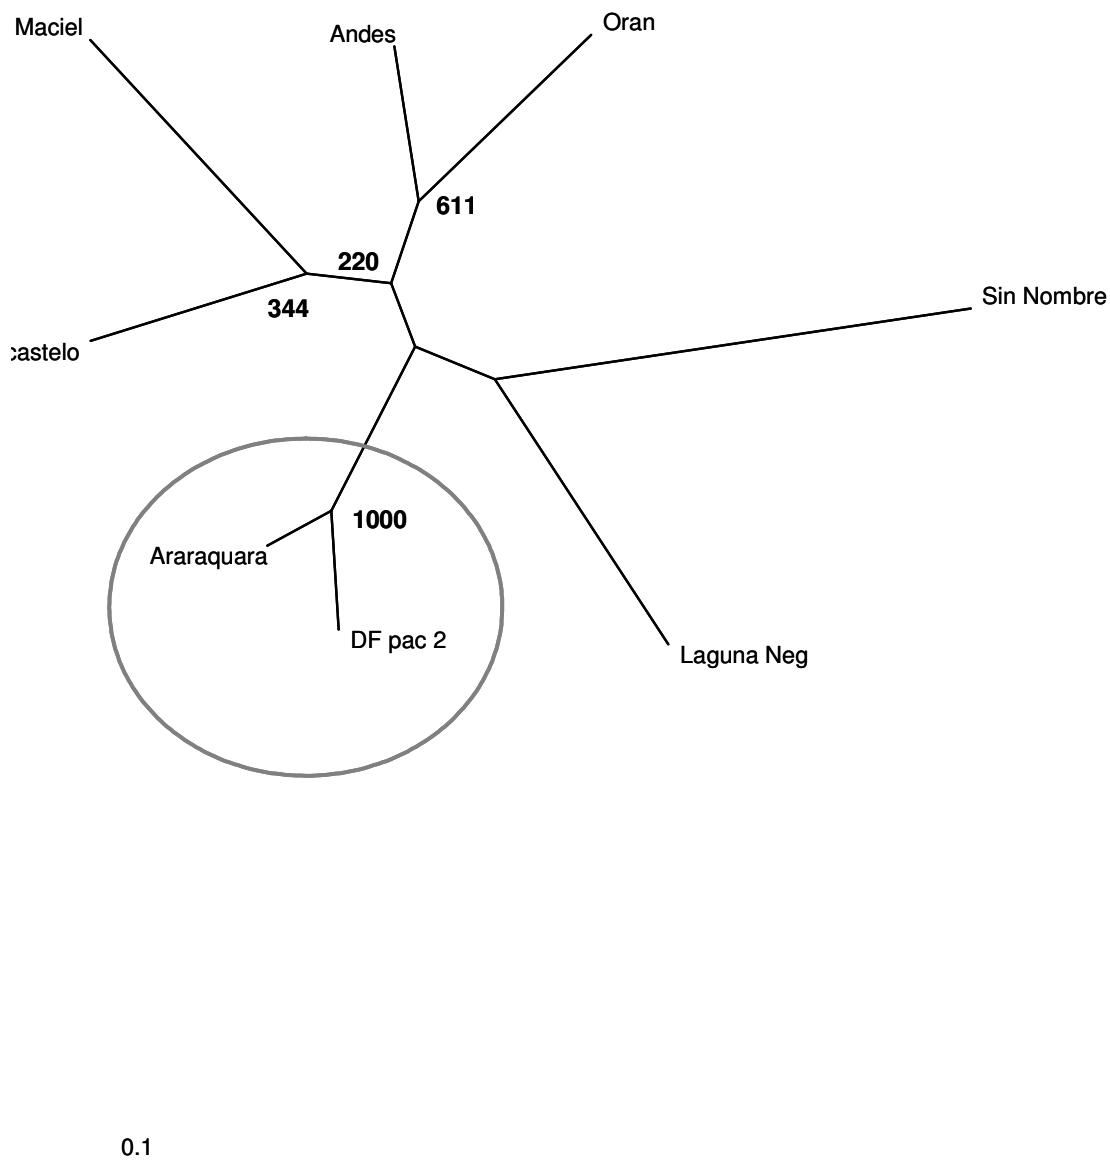 Maciel
Andes
Oran
611
220
344
Sin Nombre
castelo
1000
Araraquara
DF pac 2
Laguna Neg
0.1